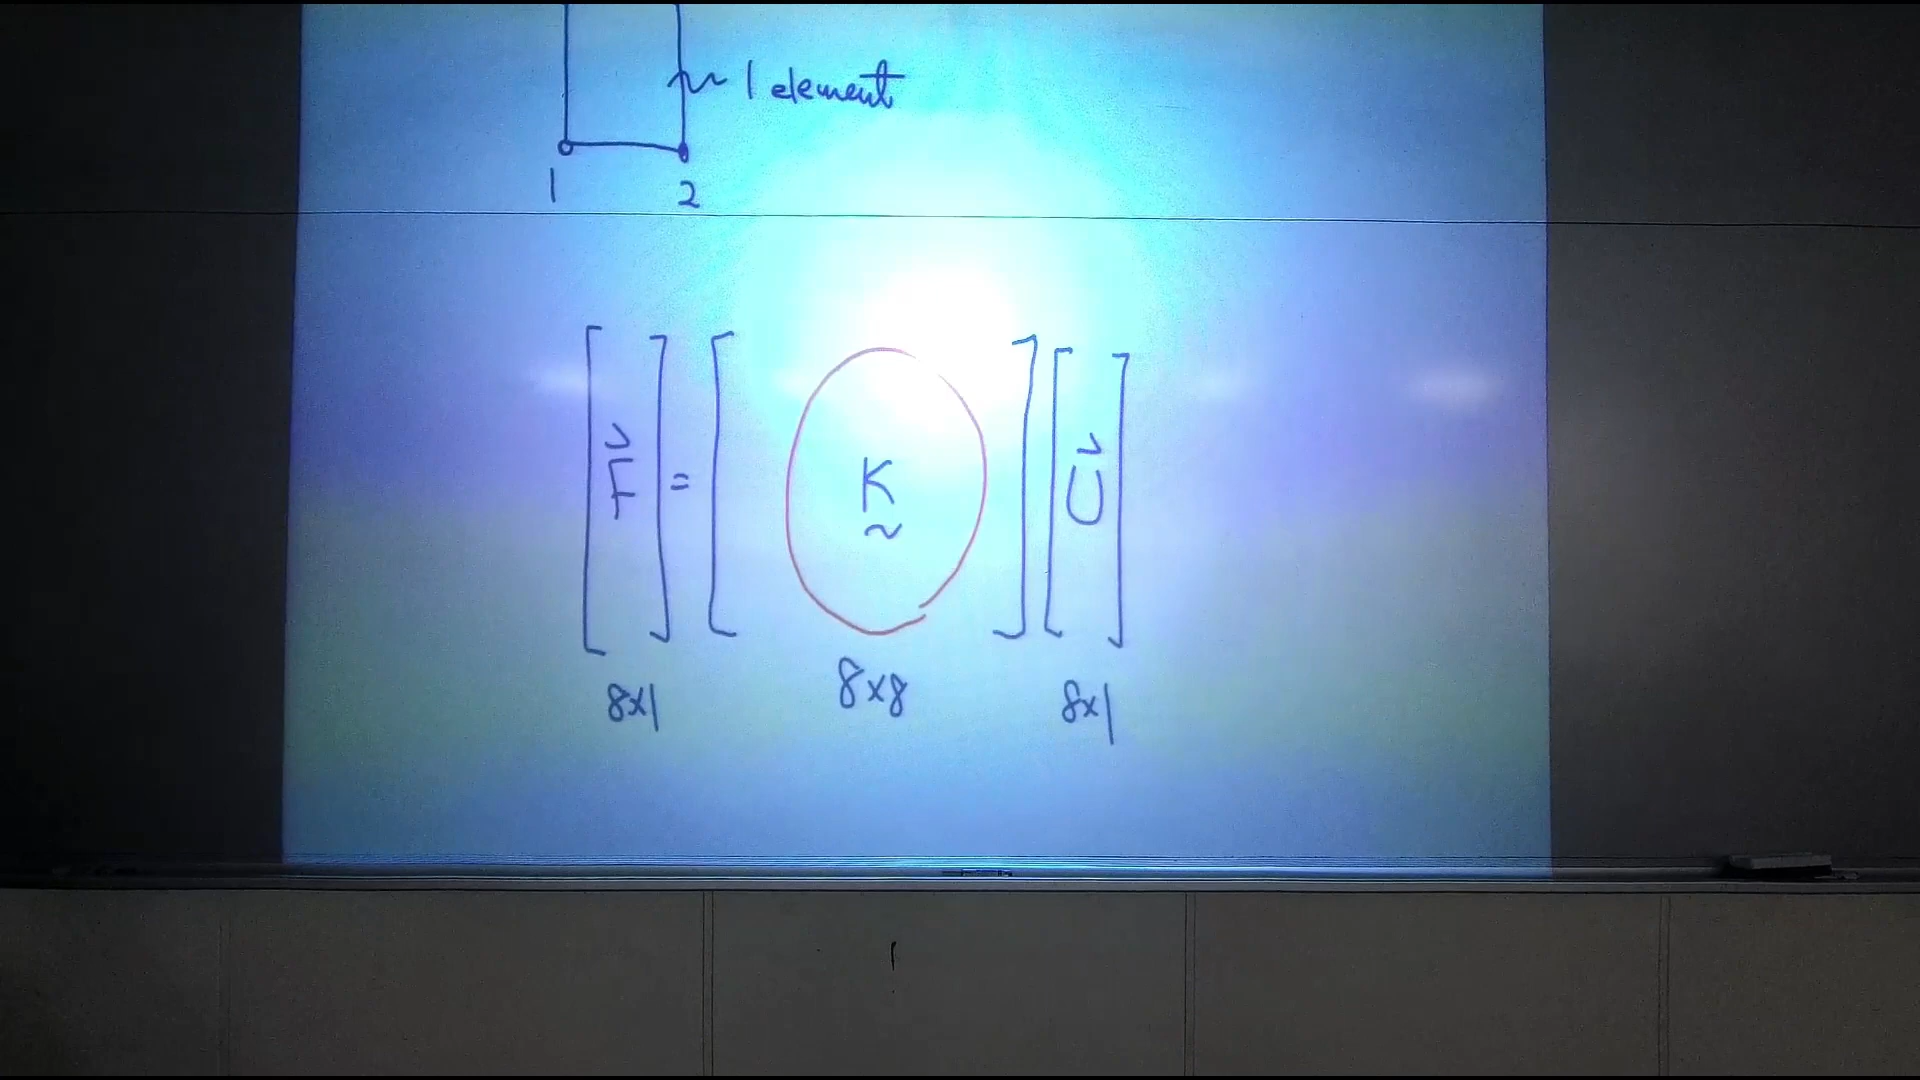 1 element
1 2
[F⃗] = [K̰] [U⃗]
8x1 8x8 8x1